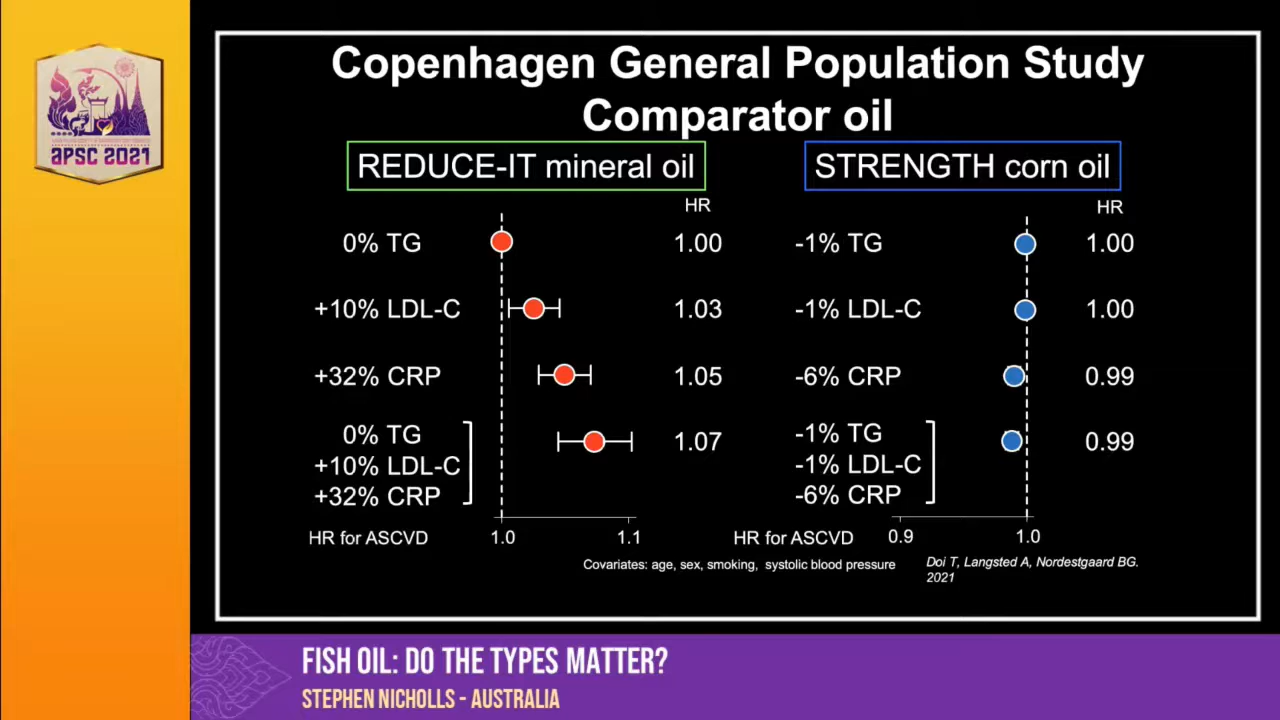 aPSC 2021
Copenhagen General Population Study
Comparator oil
REDUCE-IT mineral oil
HR
0% TG 1.00
+10% LDL-C 1.03
+32% CRP 1.05
0% TG
+10% LDL-C 1.07
+32% CRP
HR for ASCVD 1.0 1.1
STRENGTH corn oil
HR
-1% TG 1.00
-1% LDL-C 1.00
-6% CRP 0.99
-1% TG
-1% LDL-C 0.99
-6% CRP
HR for ASCVD 0.9 1.0
Covariates: age, sex, smoking, systolic blood pressure
Doi T, Langsted A, Nordestgaard BG.
2021
FISH OIL: DO THE TYPES MATTER?
STEPHEN NICHOLLS - AUSTRALIA